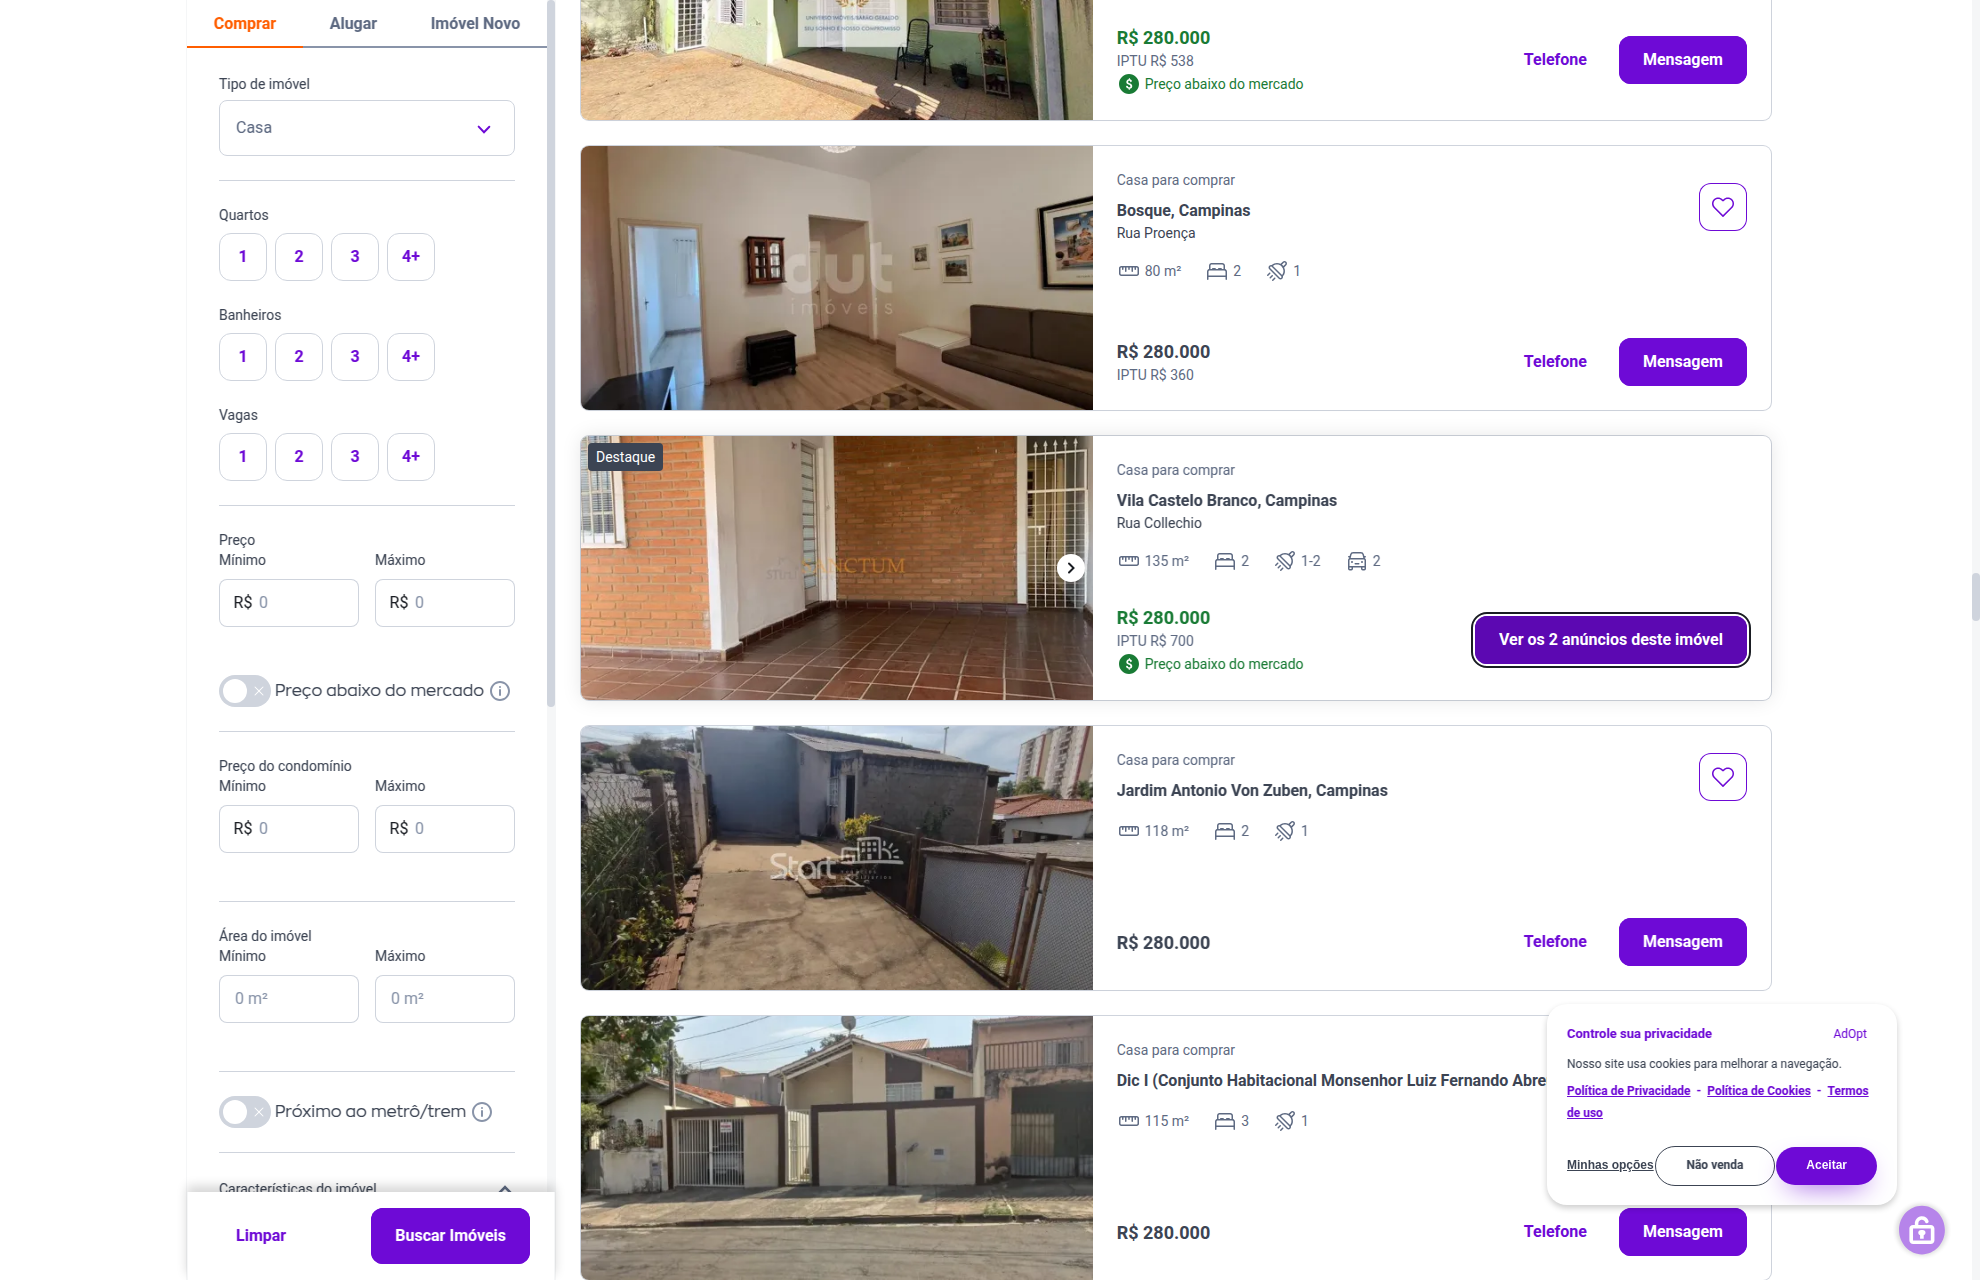 Comprar
Alugar
Imóvel Novo
Tipo de imóvel
Casa
Quartos
1
2
3
4+
Banheiros
1
2
3
4+
Vagas
1
2
3
4+
Preço
Mínimo
Máximo
R$ 0
R$ 0
Preço abaixo do mercado
Preço do condomínio
Mínimo
Máximo
R$ 0
R$ 0
Área do imóvel
Mínimo
Máximo
0 m²
0 m²
Próximo ao metrô/trem
Características do imóvel
Limpar
Buscar Imóveis
R$ 280.000
IPTU R$ 538
Preço abaixo do mercado
Telefone
Mensagem
dut
imóveis
Casa para comprar
Bosque, Campinas
Rua Proença
80 m²
2
1
R$ 280.000
IPTU R$ 360
Telefone
Mensagem
Destaque
SANCTUM
Casa para comprar
Vila Castelo Branco, Campinas
Rua Collechio
135 m²
2
1-2
2
R$ 280.000
IPTU R$ 700
Preço abaixo do mercado
Ver os 2 anúncios deste imóvel
Start
Casa para comprar
Jardim Antonio Von Zuben, Campinas
118 m²
2
1
R$ 280.000
Telefone
Mensagem
Casa para comprar
Dic I (Conjunto Habitacional Monsenhor Luiz Fernando Abre
115 m²
3
1
R$ 280.000
Telefone
Mensagem
Controle sua privacidade
AdOpt
Nosso site usa cookies para melhorar a navegação.
Política de Privacidade - Política de Cookies - Termos
de uso
Minhas opções
Não venda
Aceitar